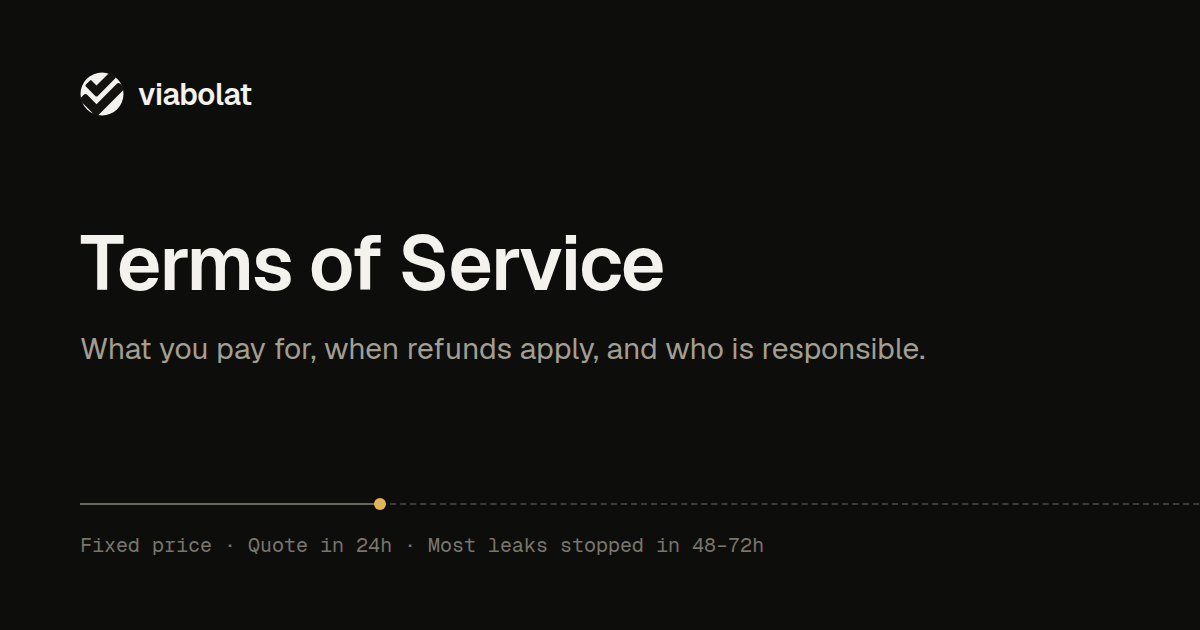 viabolat
Terms of Service
What you pay for, when refunds apply, and who is responsible.
Fixed price · Quote in 24h · Most leaks stopped in 48–72h